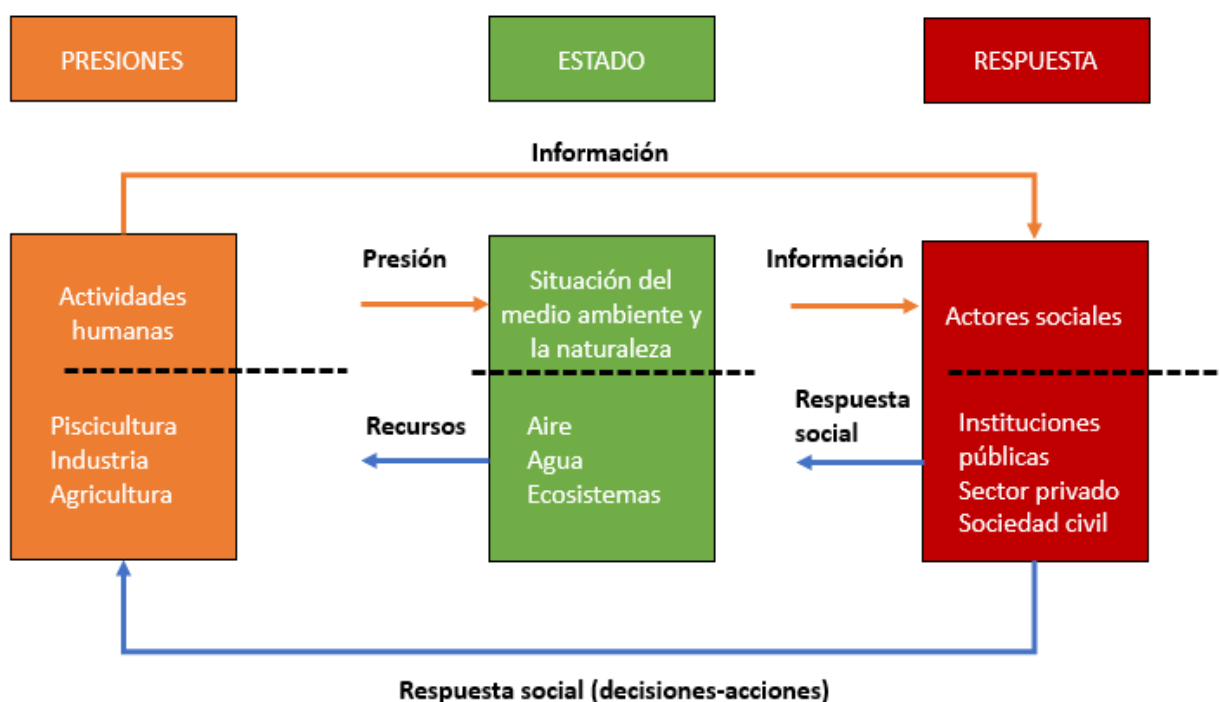 PRESIONES
ESTADO
RESPUESTA
Información
Actividades
humanas
Presión
Situación del
medio ambiente y
la naturaleza
Información
Actores sociales
Piscicultura
Industria
Agricultura
Recursos
Aire
Agua
Ecosistemas
Respuesta
social
Instituciones
públicas
Sector privado
Sociedad civil
Respuesta social (decisiones-acciones)